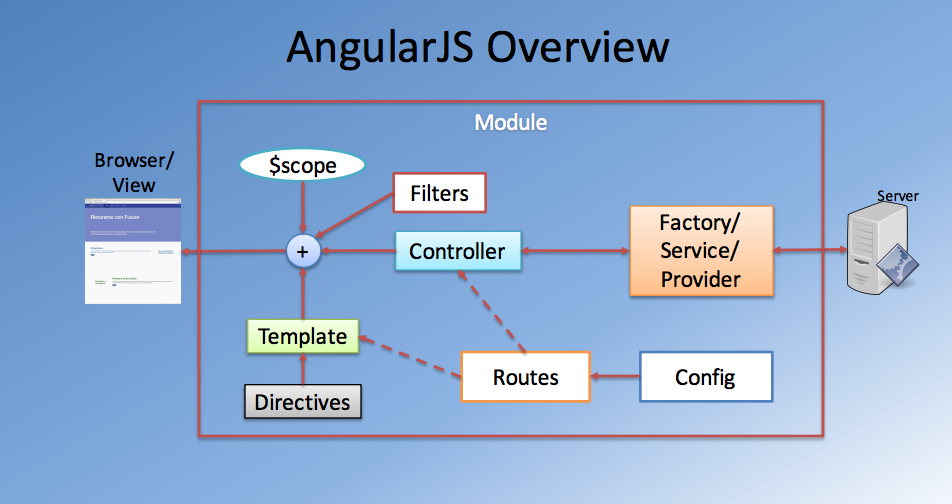 AngularJS Overview
Module
Browser/
View
$scope
Filters
Server
Ristorante con Fusion
+
Controller
Factory/
Service/
Provider
Template
Routes
Config
Directives